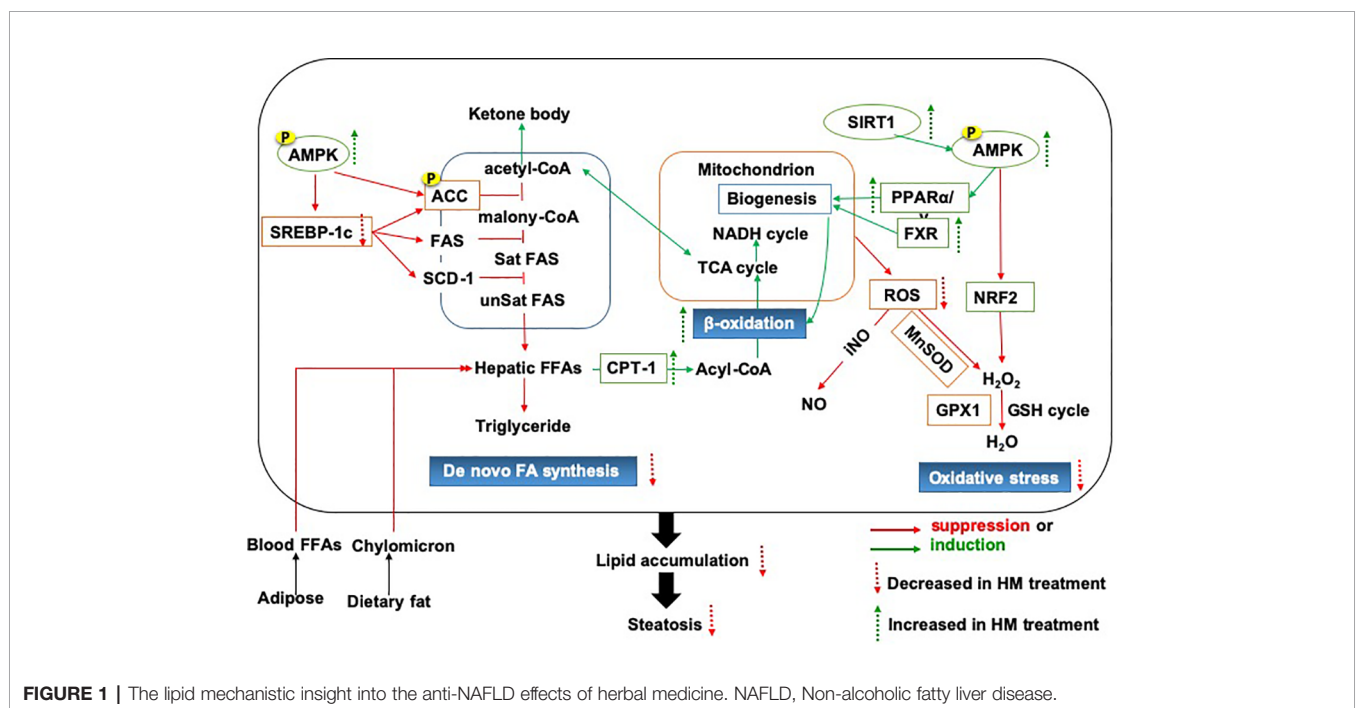 Ketone body
P
AMPK
SREBP-1c
P
ACC
FAS
SCD-1
acetyl-CoA
malony-CoA
Sat FAS
unSat FAS
Hepatic FFAs
Triglyceride
CPT-1
Acyl-CoA
De novo FA synthesis
Mitochondrion
Biogenesis
NADH cycle
TCA cycle
β-oxidation
SIRT1
P
AMPK
PPARα/
γ
FXR
ROS
NRF2
iNO
MnSOD
NO
H₂O₂
GPX1
GSH cycle
H₂O
Oxidative stress
Blood FFAs
Chylomicron
Adipose
Dietary fat
Lipid accumulation
Steatosis
suppression or
induction
Decreased in HM treatment
Increased in HM treatment
FIGURE 1 | The lipid mechanistic insight into the anti-NAFLD effects of herbal medicine. NAFLD, Non-alcoholic fatty liver disease.